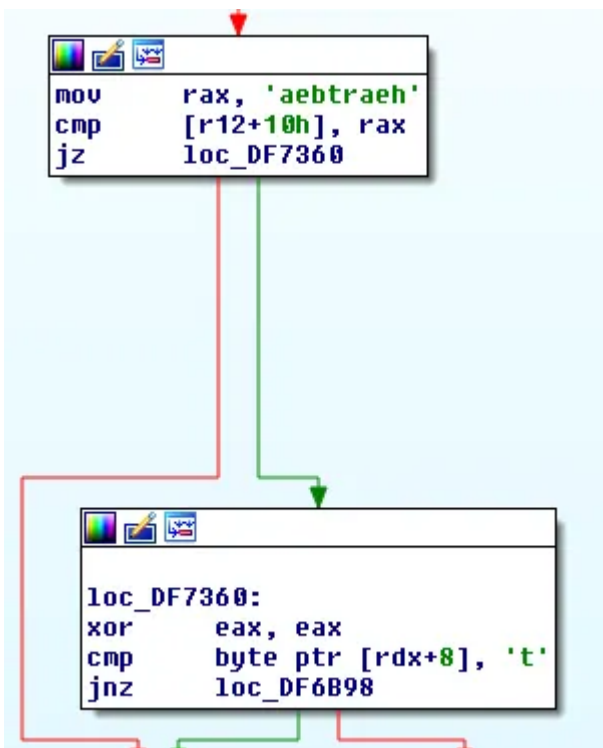 mov rax, 'aebtraeh'
cmp [r12+10h], rax
jz loc_DF7360
loc_DF7360:
xor eax, eax
cmp byte ptr [rdx+8], 't'
jnz loc_DF6B98